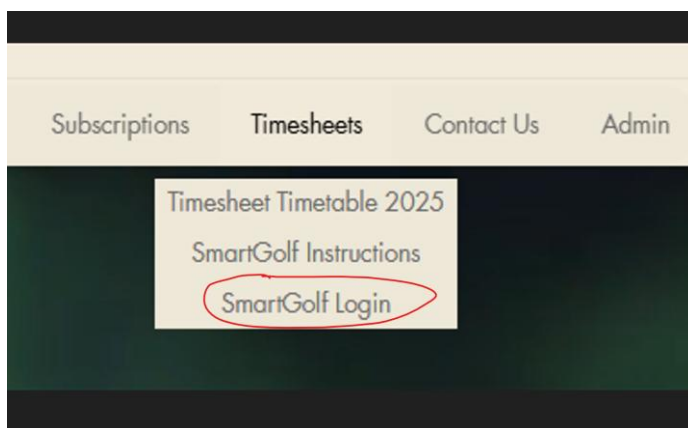 Subscriptions Timesheets Contact Us Admin
Timesheet Timetable 2025
SmartGolf Instructions
SmartGolf Login